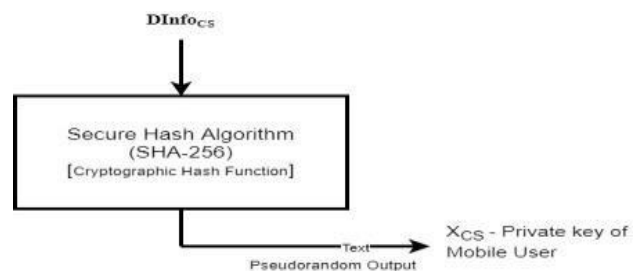 DInfoCS
Secure Hash Algorithm
(SHA-256)
[Cryptographic Hash Function]
Text
Pseudorandom Output
XCS - Private key of
Mobile User